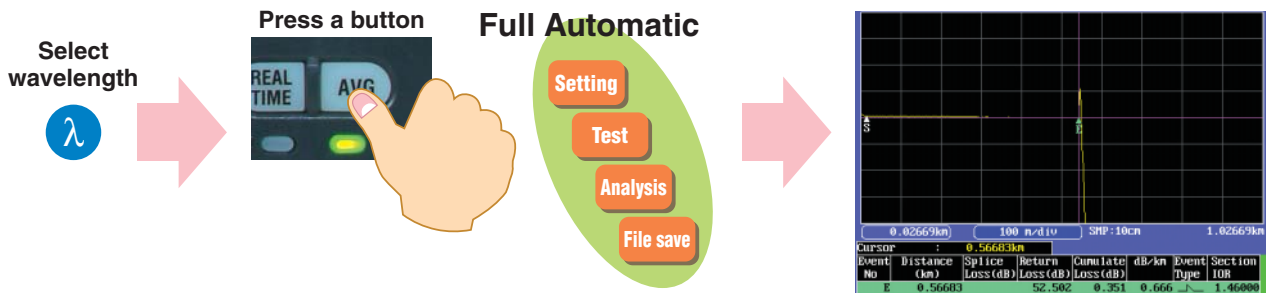 Select
wavelength
λ
Press a button
REAL
TIME
AVG
Full Automatic
Setting
Test
Analysis
File save
S
E
0.02669km
100 m/div
SMP:10cm
1.02669km
Cursor : 0.56683km
Event Distance Splice Return Cumulate dB/km Event Section
No (km) Loss(dB) Loss(dB) Loss(dB) Type IOR
E 0.56683 52.502 0.351 0.666 1.46000